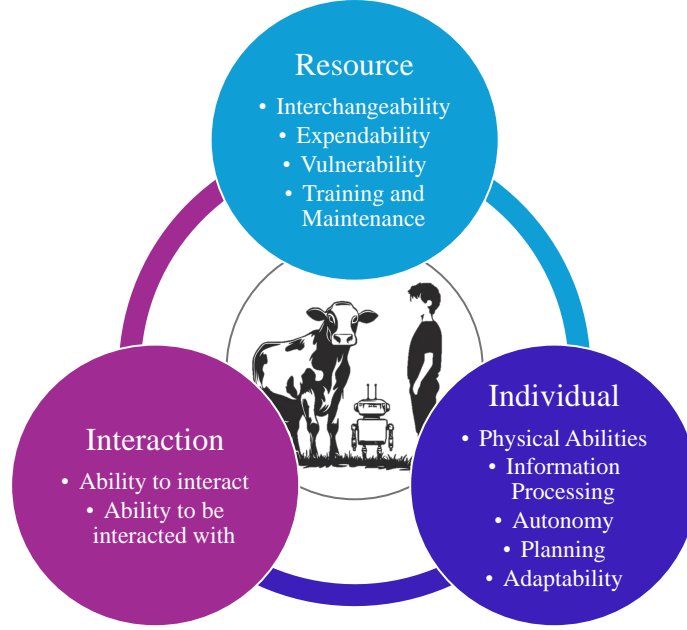 Resource
• Interchangeability
• Expendability
• Vulnerability
• Training and
Maintenance
Interaction
• Ability to interact
• Ability to be
interacted with
Individual
• Physical Abilities
• Information
Processing
• Autonomy
• Planning
• Adaptability